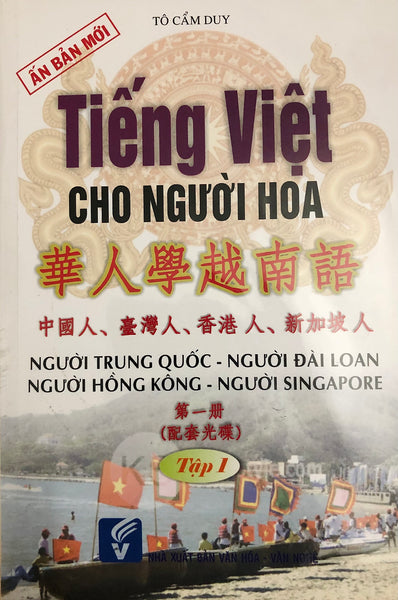 TÔ CẨM DUY
ẤN BẢN MỚI
Tiếng Việt
CHO NGƯỜI HOA
華人學越南語
中國人、臺灣人、香港人、新加坡人
NGƯỜI TRUNG QUỐC - NGƯỜI ĐÀI LOAN
NGƯỜI HỒNG KÔNG - NGƯỜI SINGAPORE
第一册
(配套光碟)
Tập 1
NHÀ XUẤT BẢN VĂN HÓA - VĂN NGHỆ